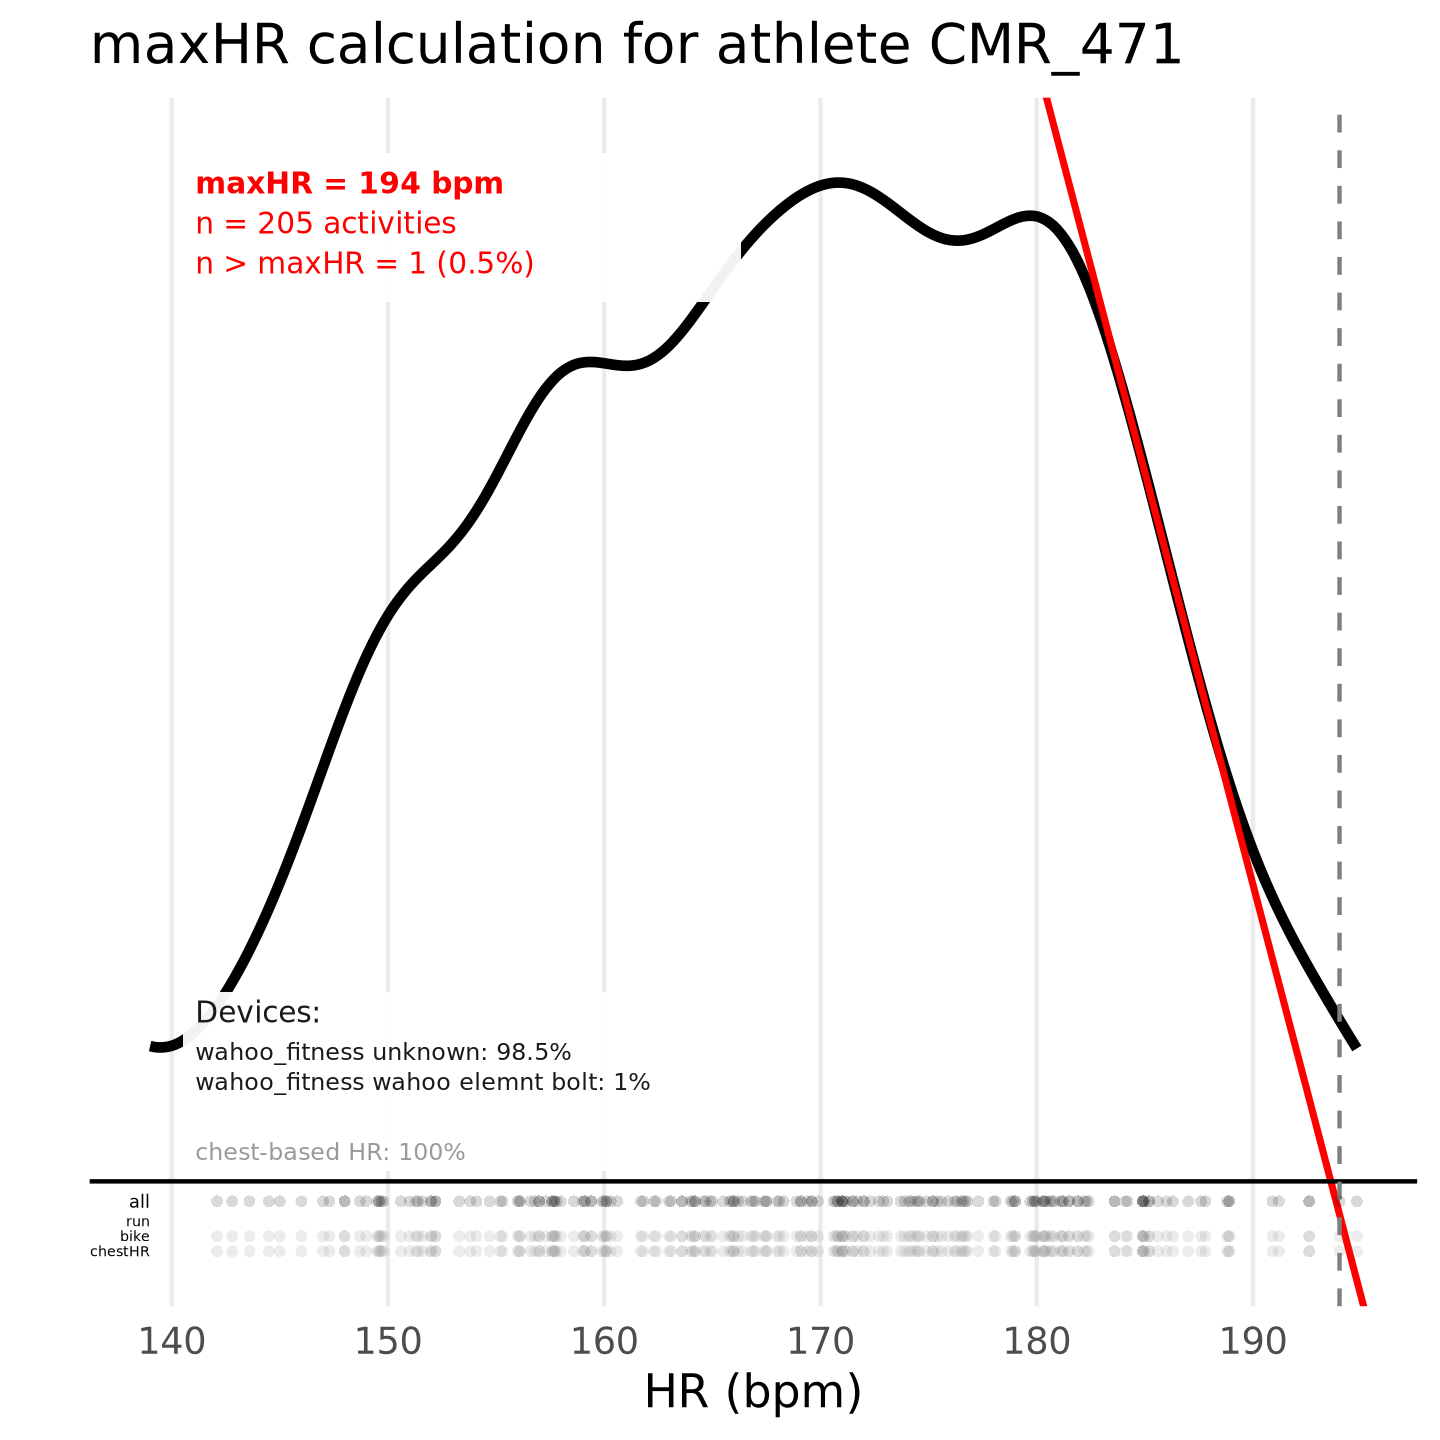 maxHR calculation for athlete CMR_471
maxHR = 194 bpm
n = 205 activities
n > maxHR = 1 (0.5%)
Devices:
wahoo_fitness unknown: 98.5%
wahoo_fitness wahoo elemnt bolt: 1%
chest-based HR: 100%
all
run
bike
chestHR
140 150 160 170 180 190
HR (bpm)